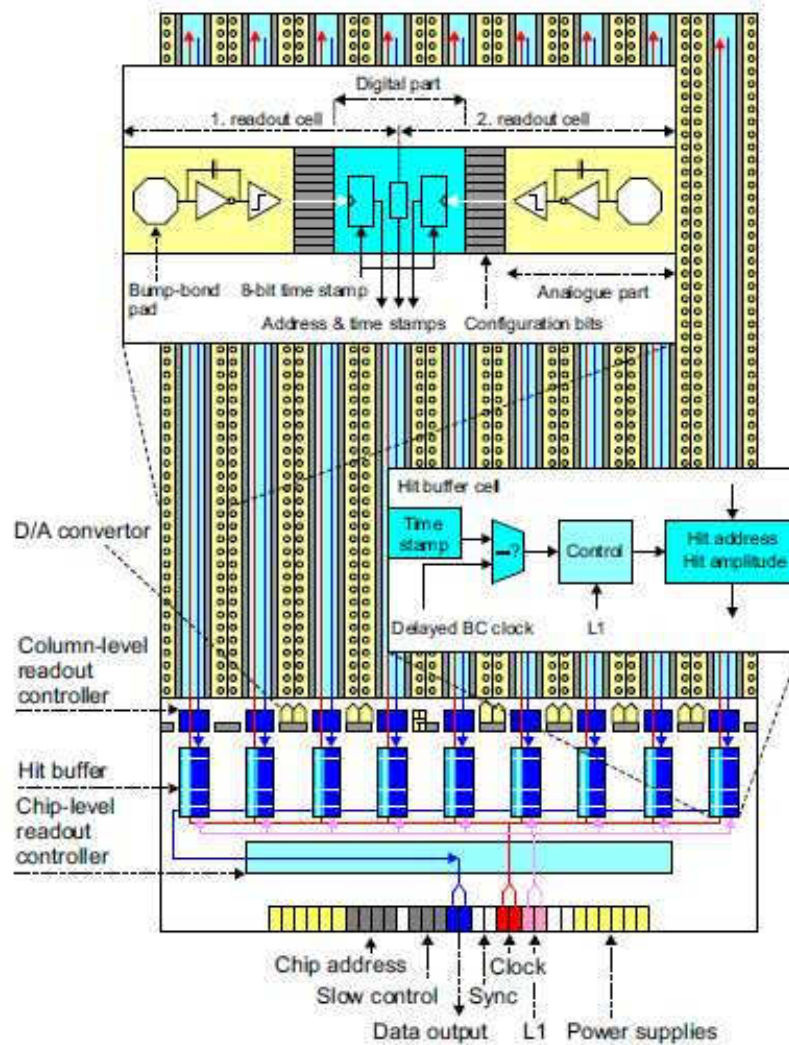 Digital part
1. readout cell
2. readout cell
Bump-bond
pad
8-bit time stamp
Analogue part
Address & time stamps
Configuration bits
Hit buffer cell
D/A convertor
Time
stamp
=?
Control
Hit address
Hit amplitude
Delayed BC clock
L1
Column-level
readout
controller
Hit buffer
Chip-level
readout
controller
Chip address
Clock
Slow control
Sync
Data output
L1
Power supplies